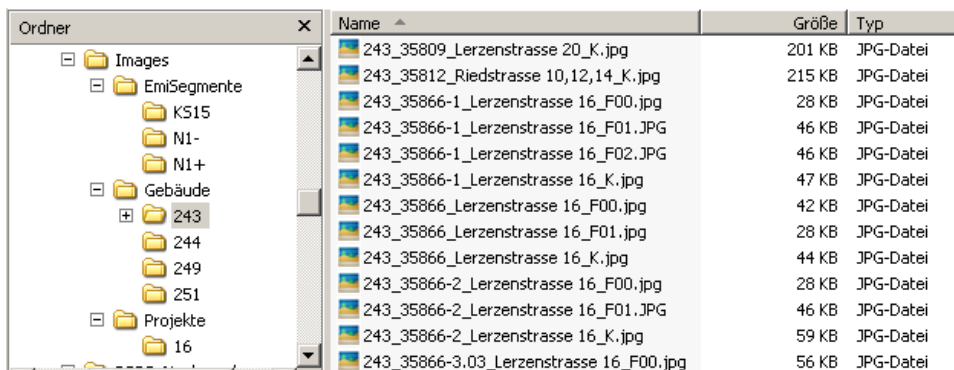 Ordner
Images
EmiSegmente
KS15
N1-
N1+
Gebäude
243
244
249
251
Projekte
16
Name Größe Typ
243_35809_Lerzenstrasse 20_K.jpg 201 KB JPG-Datei
243_35812_Riedstrasse 10,12,14_K.jpg 215 KB JPG-Datei
243_35866-1_Lerzenstrasse 16_F00.jpg 28 KB JPG-Datei
243_35866-1_Lerzenstrasse 16_F01.JPG 46 KB JPG-Datei
243_35866-1_Lerzenstrasse 16_F02.JPG 46 KB JPG-Datei
243_35866-1_Lerzenstrasse 16_K.jpg 47 KB JPG-Datei
243_35866_Lerzenstrasse 16_F00.jpg 42 KB JPG-Datei
243_35866_Lerzenstrasse 16_F01.jpg 28 KB JPG-Datei
243_35866_Lerzenstrasse 16_K.jpg 44 KB JPG-Datei
243_35866-2_Lerzenstrasse 16_F00.jpg 28 KB JPG-Datei
243_35866-2_Lerzenstrasse 16_F01.JPG 46 KB JPG-Datei
243_35866-2_Lerzenstrasse 16_K.jpg 59 KB JPG-Datei
243_35866-3.03_Lerzenstrasse 16_F00.jpg 56 KB JPG-Datei